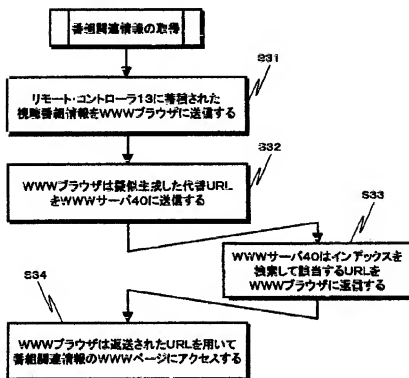 番組関連情報の取得
S31
リモート・コントローラ13に蓄積された
視聴番組情報をWWWブラウザに送信する
S32
WWWブラウザは擬似生成した代替URL
をWWWサーバ40に送信する
S33
WWWサーバ40はインデックスを
検索して該当するURLを
WWWブラウザに返信する
S34
WWWブラウザは返送されたURLを用いて
番組関連情報のWWWページにアクセスする